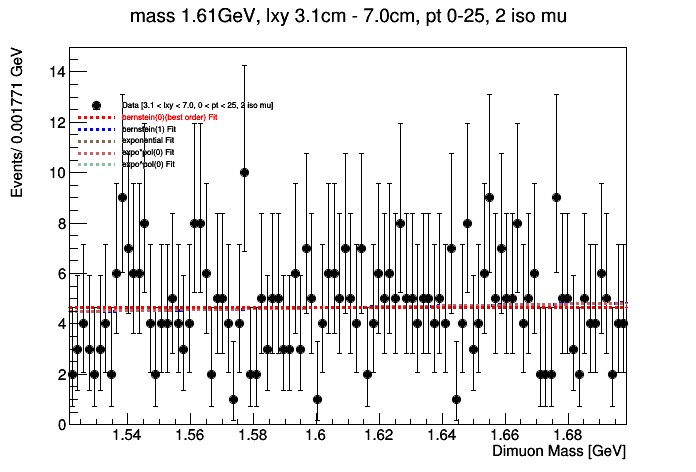 mass 1.61GeV, lxy 3.1cm - 7.0cm, pt 0-25, 2 iso mu
Events/ 0.001771 GeV
14
12
10
8
6
4
2
0
Data [3.1 < lxy < 7.0, 0 < pt < 25, 2 iso mu]
bernstein(0)(best order) Fit
bernstein(1) Fit
exponential Fit
expo*pol(0) Fit
expo^pol(0) Fit
1.54 1.56 1.58 1.6 1.62 1.64 1.66 1.68
Dimuon Mass [GeV]